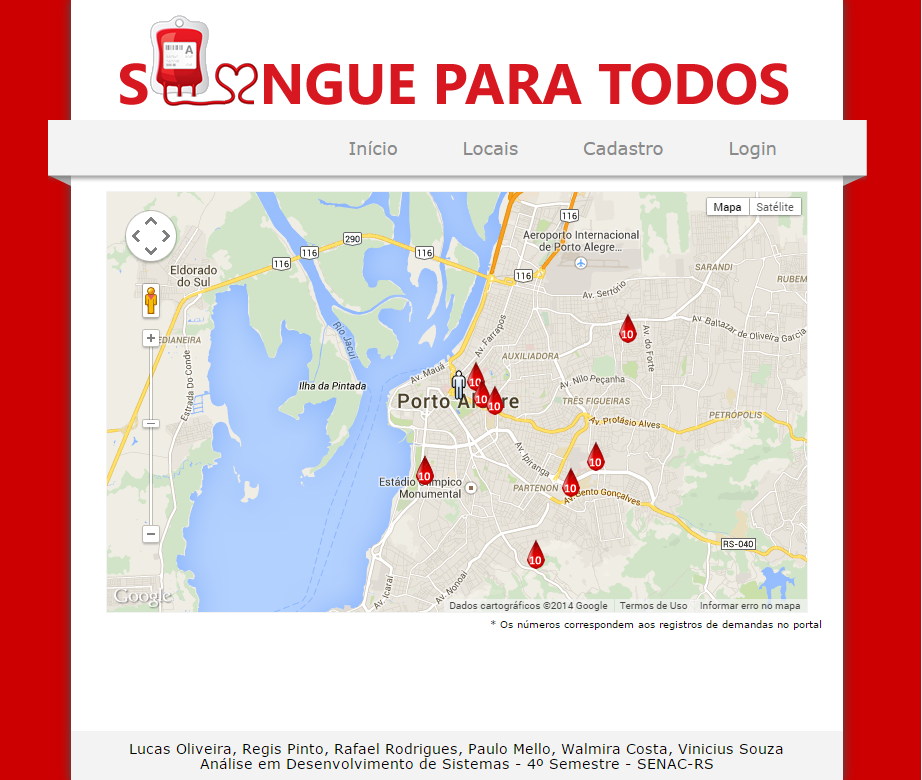 A
SANGUE PARA TODOS
Início Locais Cadastro Login
Mapa Satélite
116
Aeroporto Internacional
de Porto Alegre...
290
116
116
116
116
Eldorado
do Sul
SARANDI
RUBEM
Av. Sertório
Av. Baltazar de Oliveira Garcia
Av. do Forte
10
Rio Jacuí
Av. Farrapos
MEDIANEIRA
AUXILIADORA
Av. Mauá
Estrada Do Conde
Ilha da Pintada
10
Av. Nilo Peçanha
Porto Alegre
10
10
TRÊS FIGUEIRAS
PETROPOLIS
Av. Protásio Alves
Av. Ipiranga
10
10
Estádio Olímpico
Monumental
PARTENON
10
Av. Bento Gonçalves
RS-040
10
Av. Icaraí
Av. Nonoai
Google
Dados cartográficos ©2014 Google Termos de Uso Informar erro no mapa
* Os números correspondem aos registros de demandas no portal
Lucas Oliveira, Regis Pinto, Rafael Rodrigues, Paulo Mello, Walmira Costa, Vinicius Souza
Análise em Desenvolvimento de Sistemas - 4º Semestre - SENAC-RS